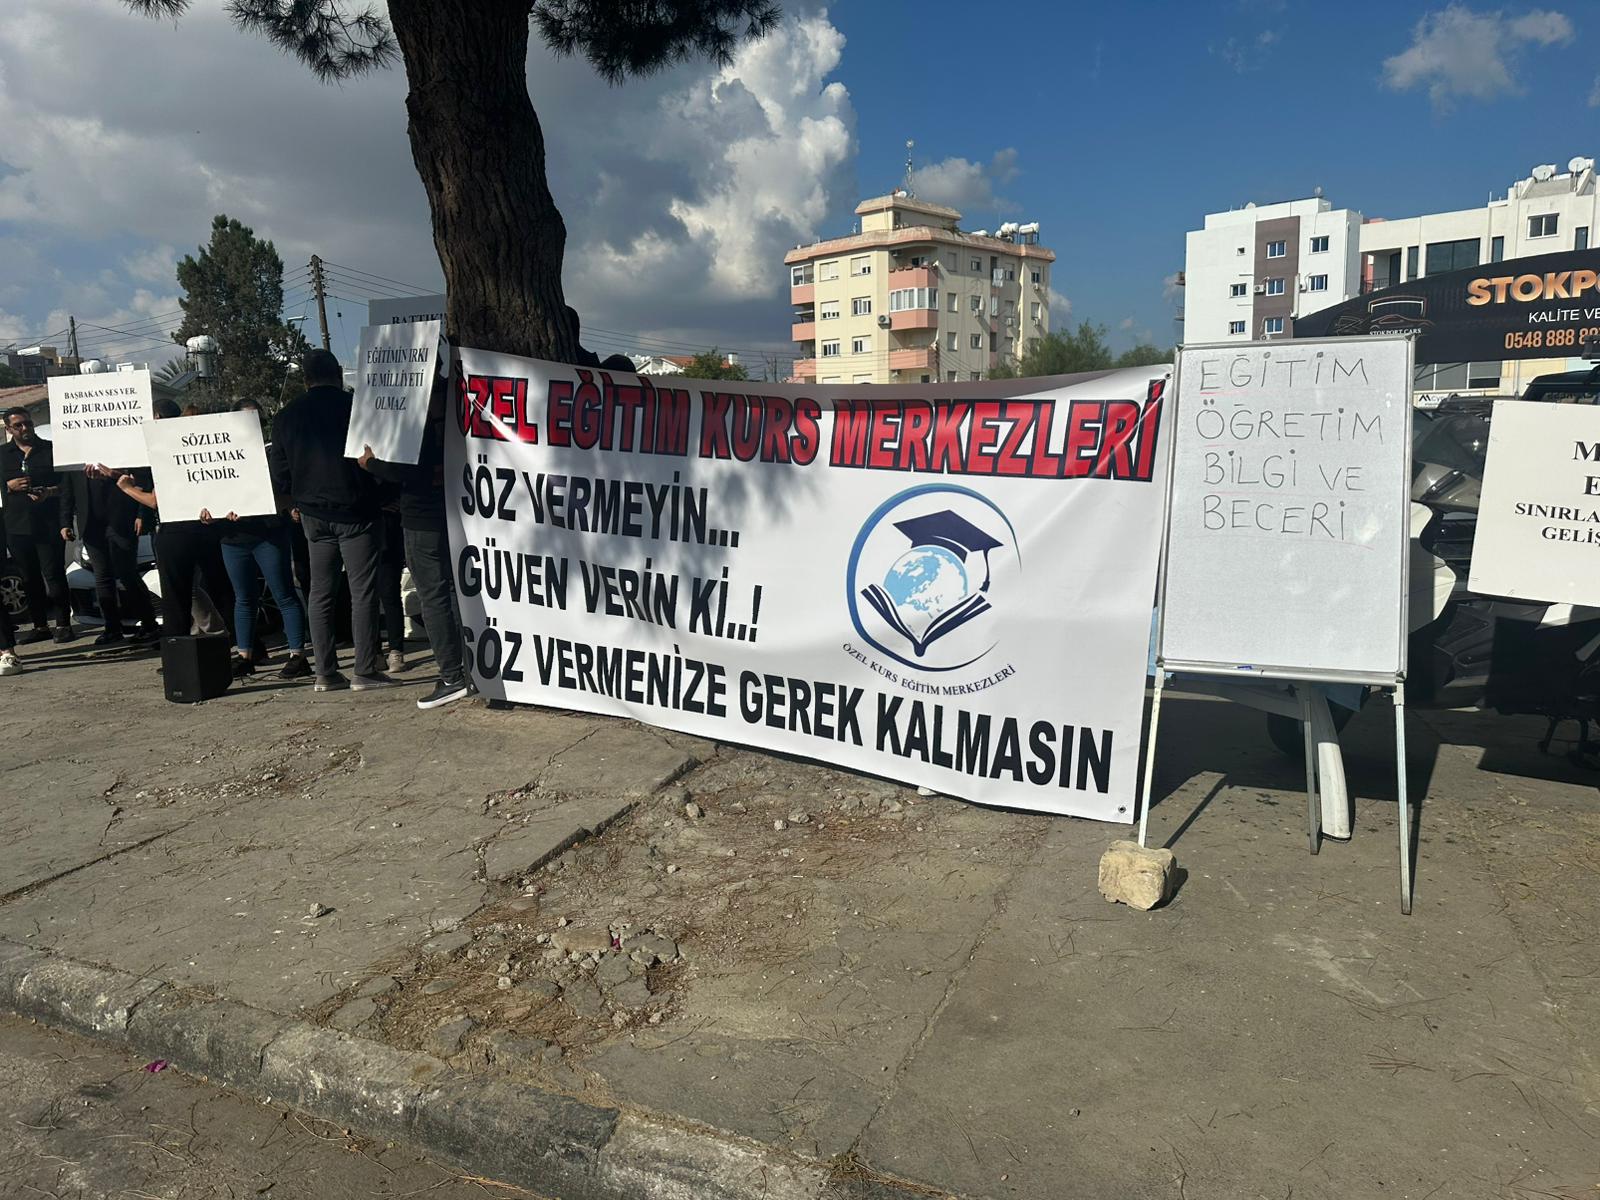 BAŞBAKAN SES VER.
BİZ BURADAYIZ.
SEN NEREDESİN?
SÖZLER
TUTULMAK
İÇİNDİR.
EĞİTİMİN IRKI
VE MİLLİYETİ
OLMAZ.
ÖZEL EĞİTİM KURS MERKEZLERİ
SÖZ VERMEYİN...
GÜVEN VERİN Kİ..!
SÖZ VERMENİZE GEREK KALMASIN
ÖZEL KURS EĞİTİM MERKEZLERİ
EĞİTİM
ÖĞRETİM
BİLGİ VE
BECERİ
STOKPORT CARS
KALİTE VE
0548 888